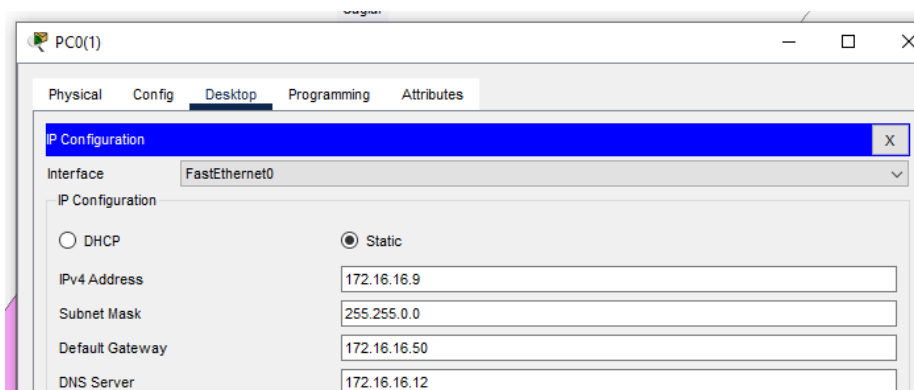 PC0(1)
Physical Config Desktop Programming Attributes
IP Configuration X
Interface FastEthernet0
IP Configuration
DHCP Static
IPv4 Address 172.16.16.9
Subnet Mask 255.255.0.0
Default Gateway 172.16.16.50
DNS Server 172.16.16.12